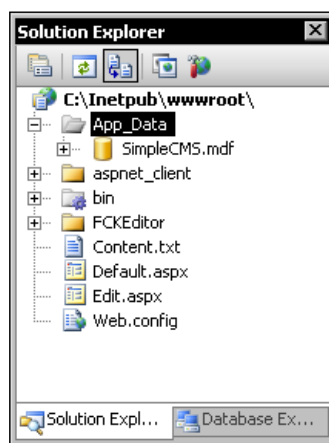 Solution Explorer
C:\Inetpub\wwwroot\
App_Data
SimpleCMS.mdf
aspnet_client
bin
FCKEditor
Content.txt
Default.aspx
Edit.aspx
Web.config
Solution Expl... Database Ex...